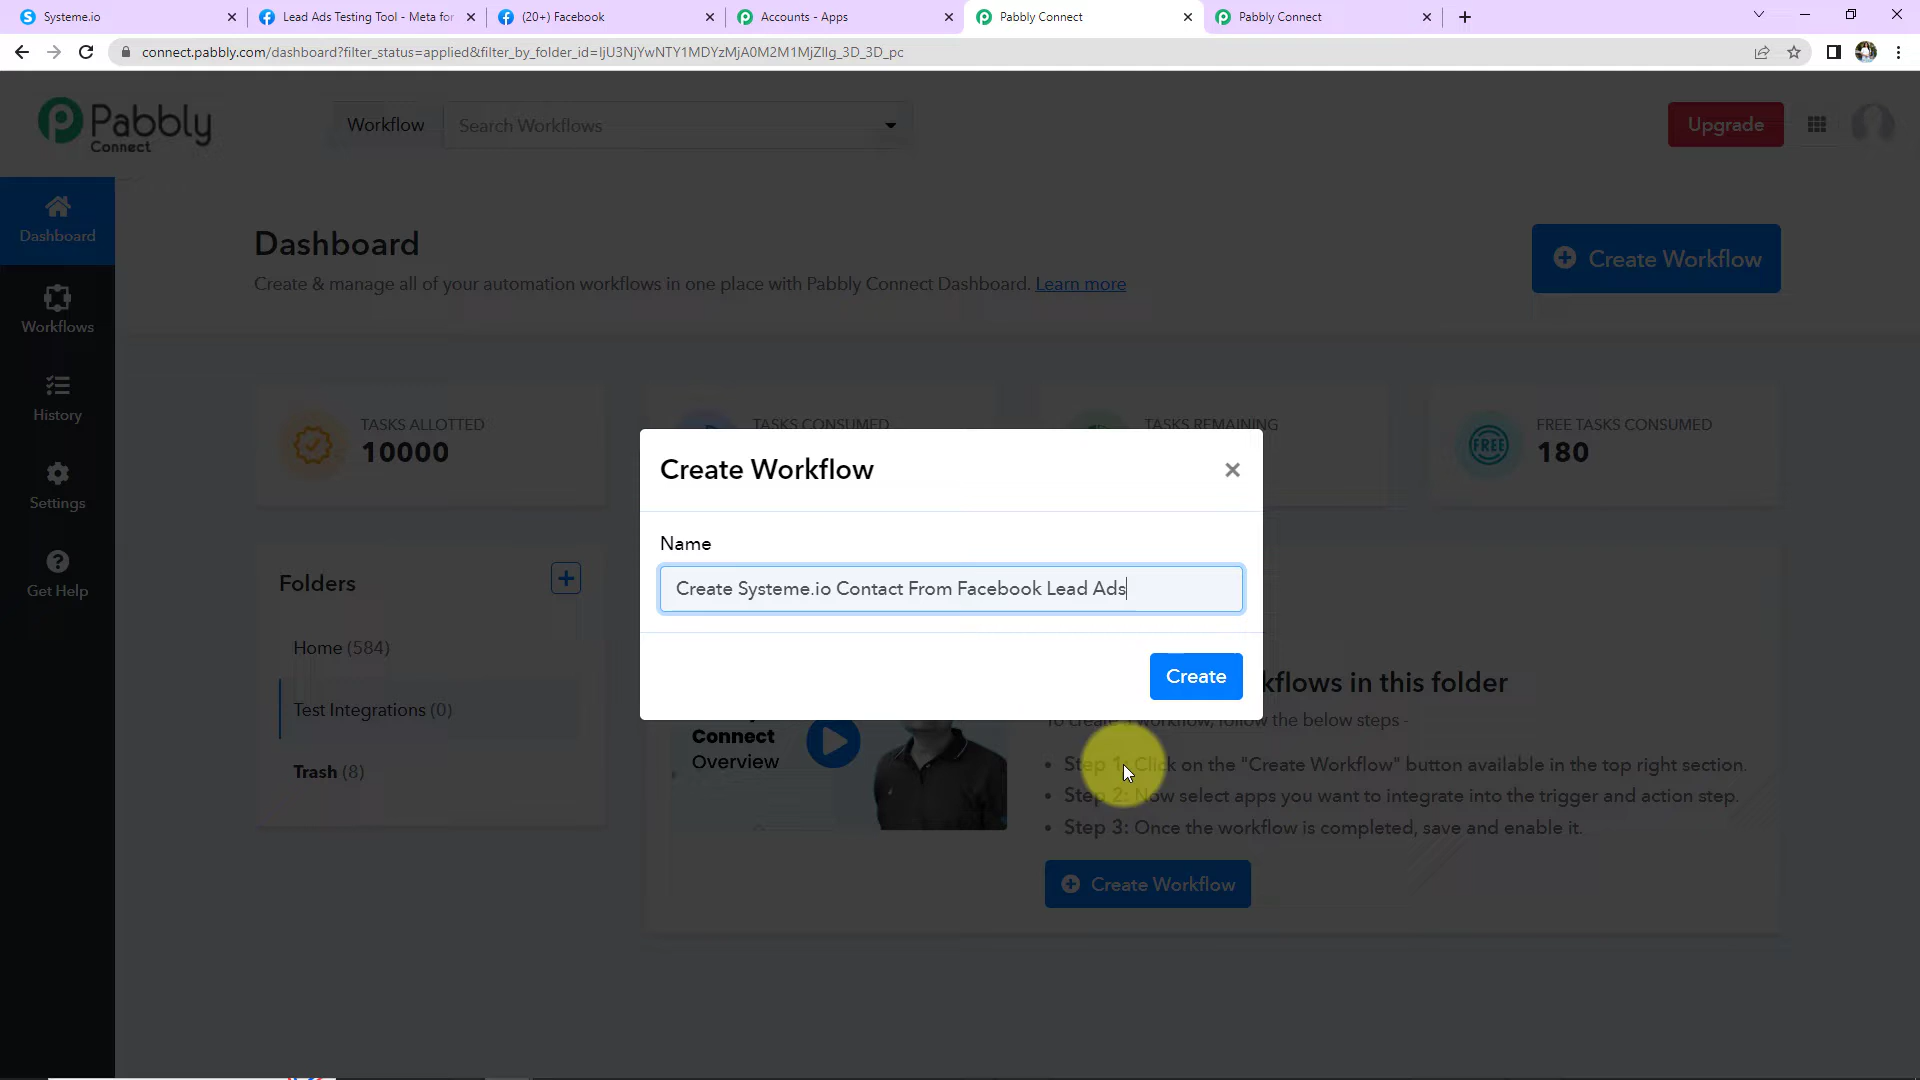 Systeme.io
Lead Ads Testing Tool - Meta for
(20+) Facebook
Accounts - Apps
Pabbly Connect
Pabbly Connect
connect.pabbly.com/dashboard?filter_status=applied&filter_by_folder_id=IjU3NjYwNTY1MDYzMjA0M2M1MjZlIg_3D_3D_pc
Pabbly
Connect
Workflow
Search Workflows
Upgrade
Dashboard
Workflows
History
Settings
Get Help
Dashboard
Create & manage all of your automation workflows in one place with Pabbly Connect Dashboard. Learn more
Create Workflow
TASKS ALLOTTED
10000
TASKS CONSUMED
TASKS REMAINING
FREE
FREE TASKS CONSUMED
180
Folders
Home (584)
Test Integrations (0)
Trash (8)
Create Workflow
Name
Create Systeme.io Contact From Facebook Lead Ads
Create
Connect
Overview
kflows in this folder
To create a workflow, follow the below steps -
Step 1: Click on the "Create Workflow" button available in the top right section.
Step 2: Now select apps you want to integrate into the trigger and action step.
Step 3: Once the workflow is completed, save and enable it.
Create Workflow